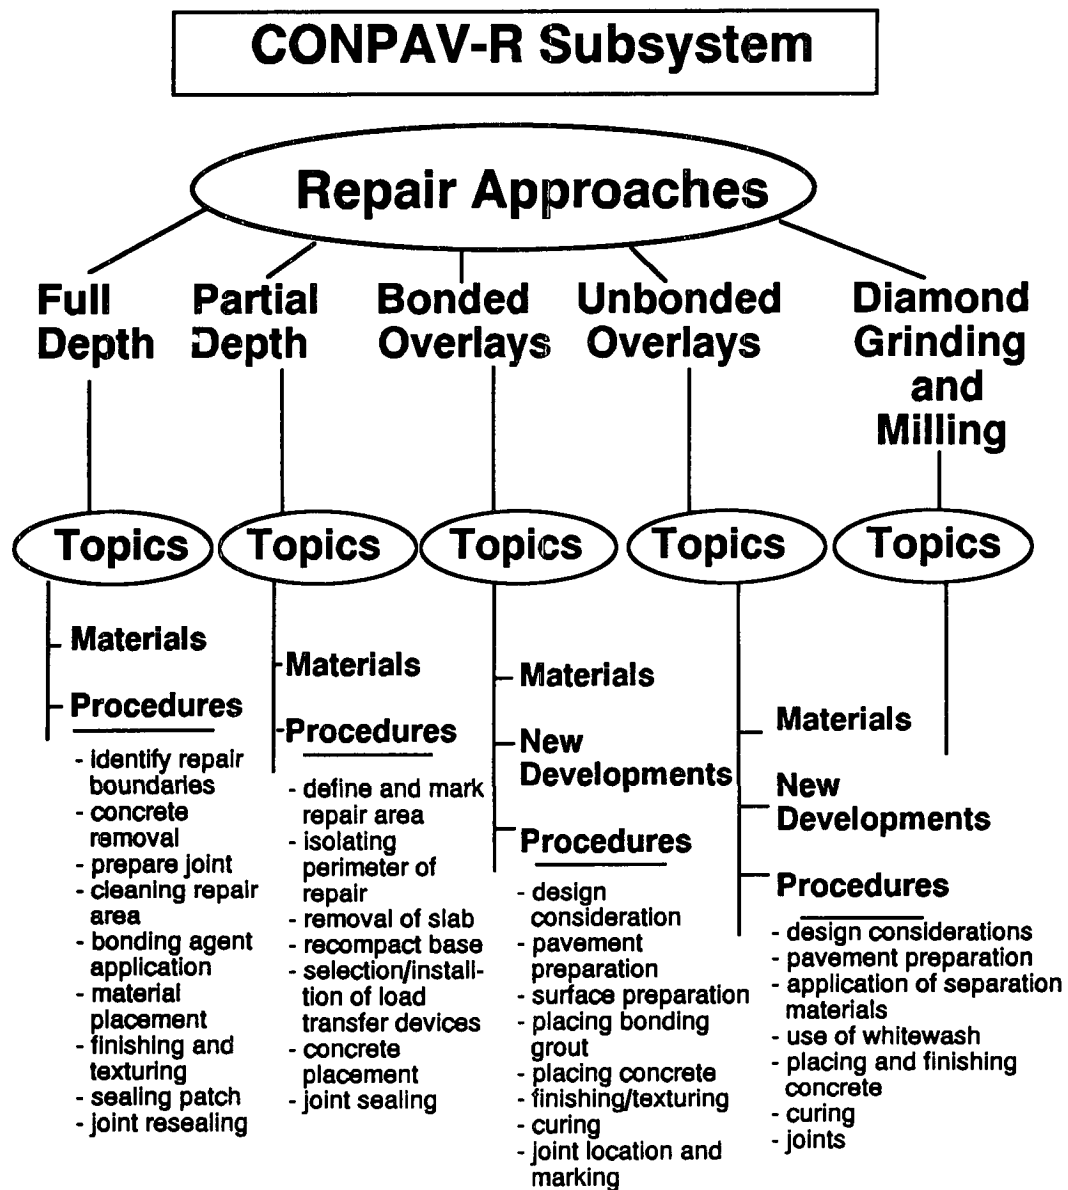 CONPAV-R Subsystem
Repair Approaches
Full
Depth
Partial
Depth
Bonded
Overlays
Unbonded
Overlays
Diamond
Grinding
and
Milling
Topics
Topics
Topics
Topics
Topics
Materials
Procedures
- identify repair
boundaries
- concrete
removal
- prepare joint
- cleaning repair
area
- bonding agent
application
- material
placement
- finishing and
texturing
- sealing patch
- joint resealing
Materials
Procedures
- define and mark
repair area
- isolating
perimeter of
repair
- removal of slab
- recompact base
- selection/install-
tion of load
transfer devices
- concrete
placement
- joint sealing
Materials
New
Developments
Procedures
- design
consideration
- pavement
preparation
- surface preparation
- placing bonding
grout
- placing concrete
- finishing/texturing
- curing
- joint location and
marking
Materials
New
Developments
Procedures
- design considerations
- pavement preparation
- application of separation
materials
- use of whitewash
- placing and finishing
concrete
- curing
- joints